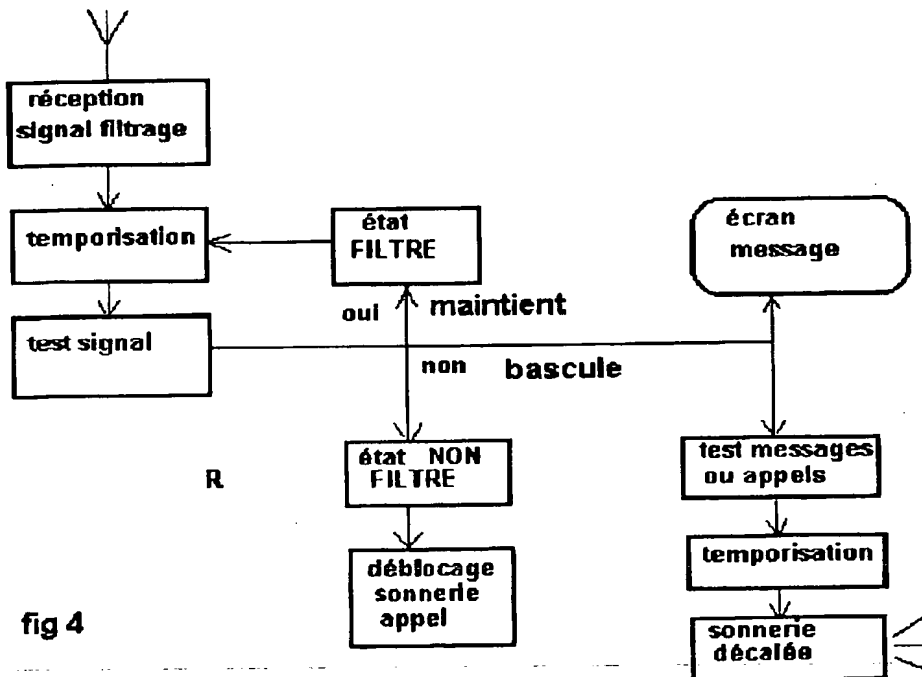 réception
signal filtrage
temporisation
état
FILTRE
écran
message
oui
maintient
test signal
non
bascule
R
état NON
FILTRE
test messages
ou appels
déblocage
sonnerie
appel
temporisation
sonnerie
décalée
fig 4